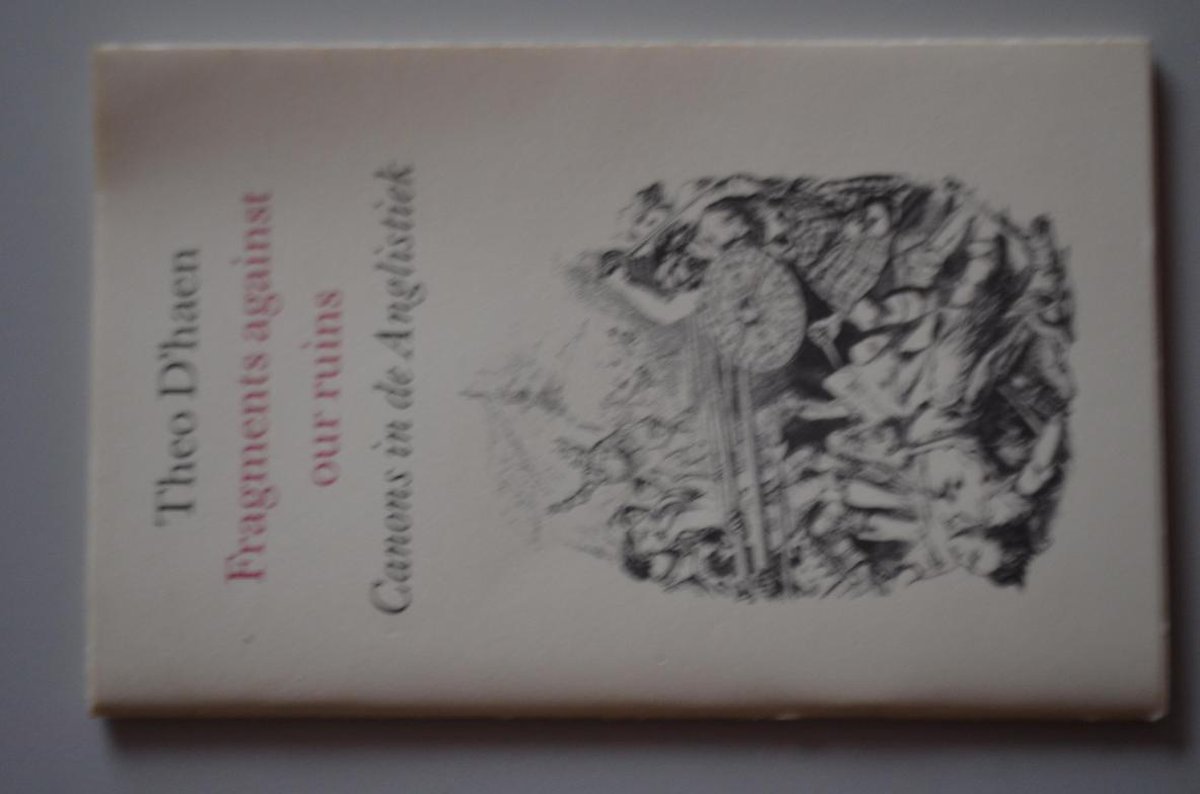 Theo D'haen
Fragments against
our ruins
Canons in de Anglistiek